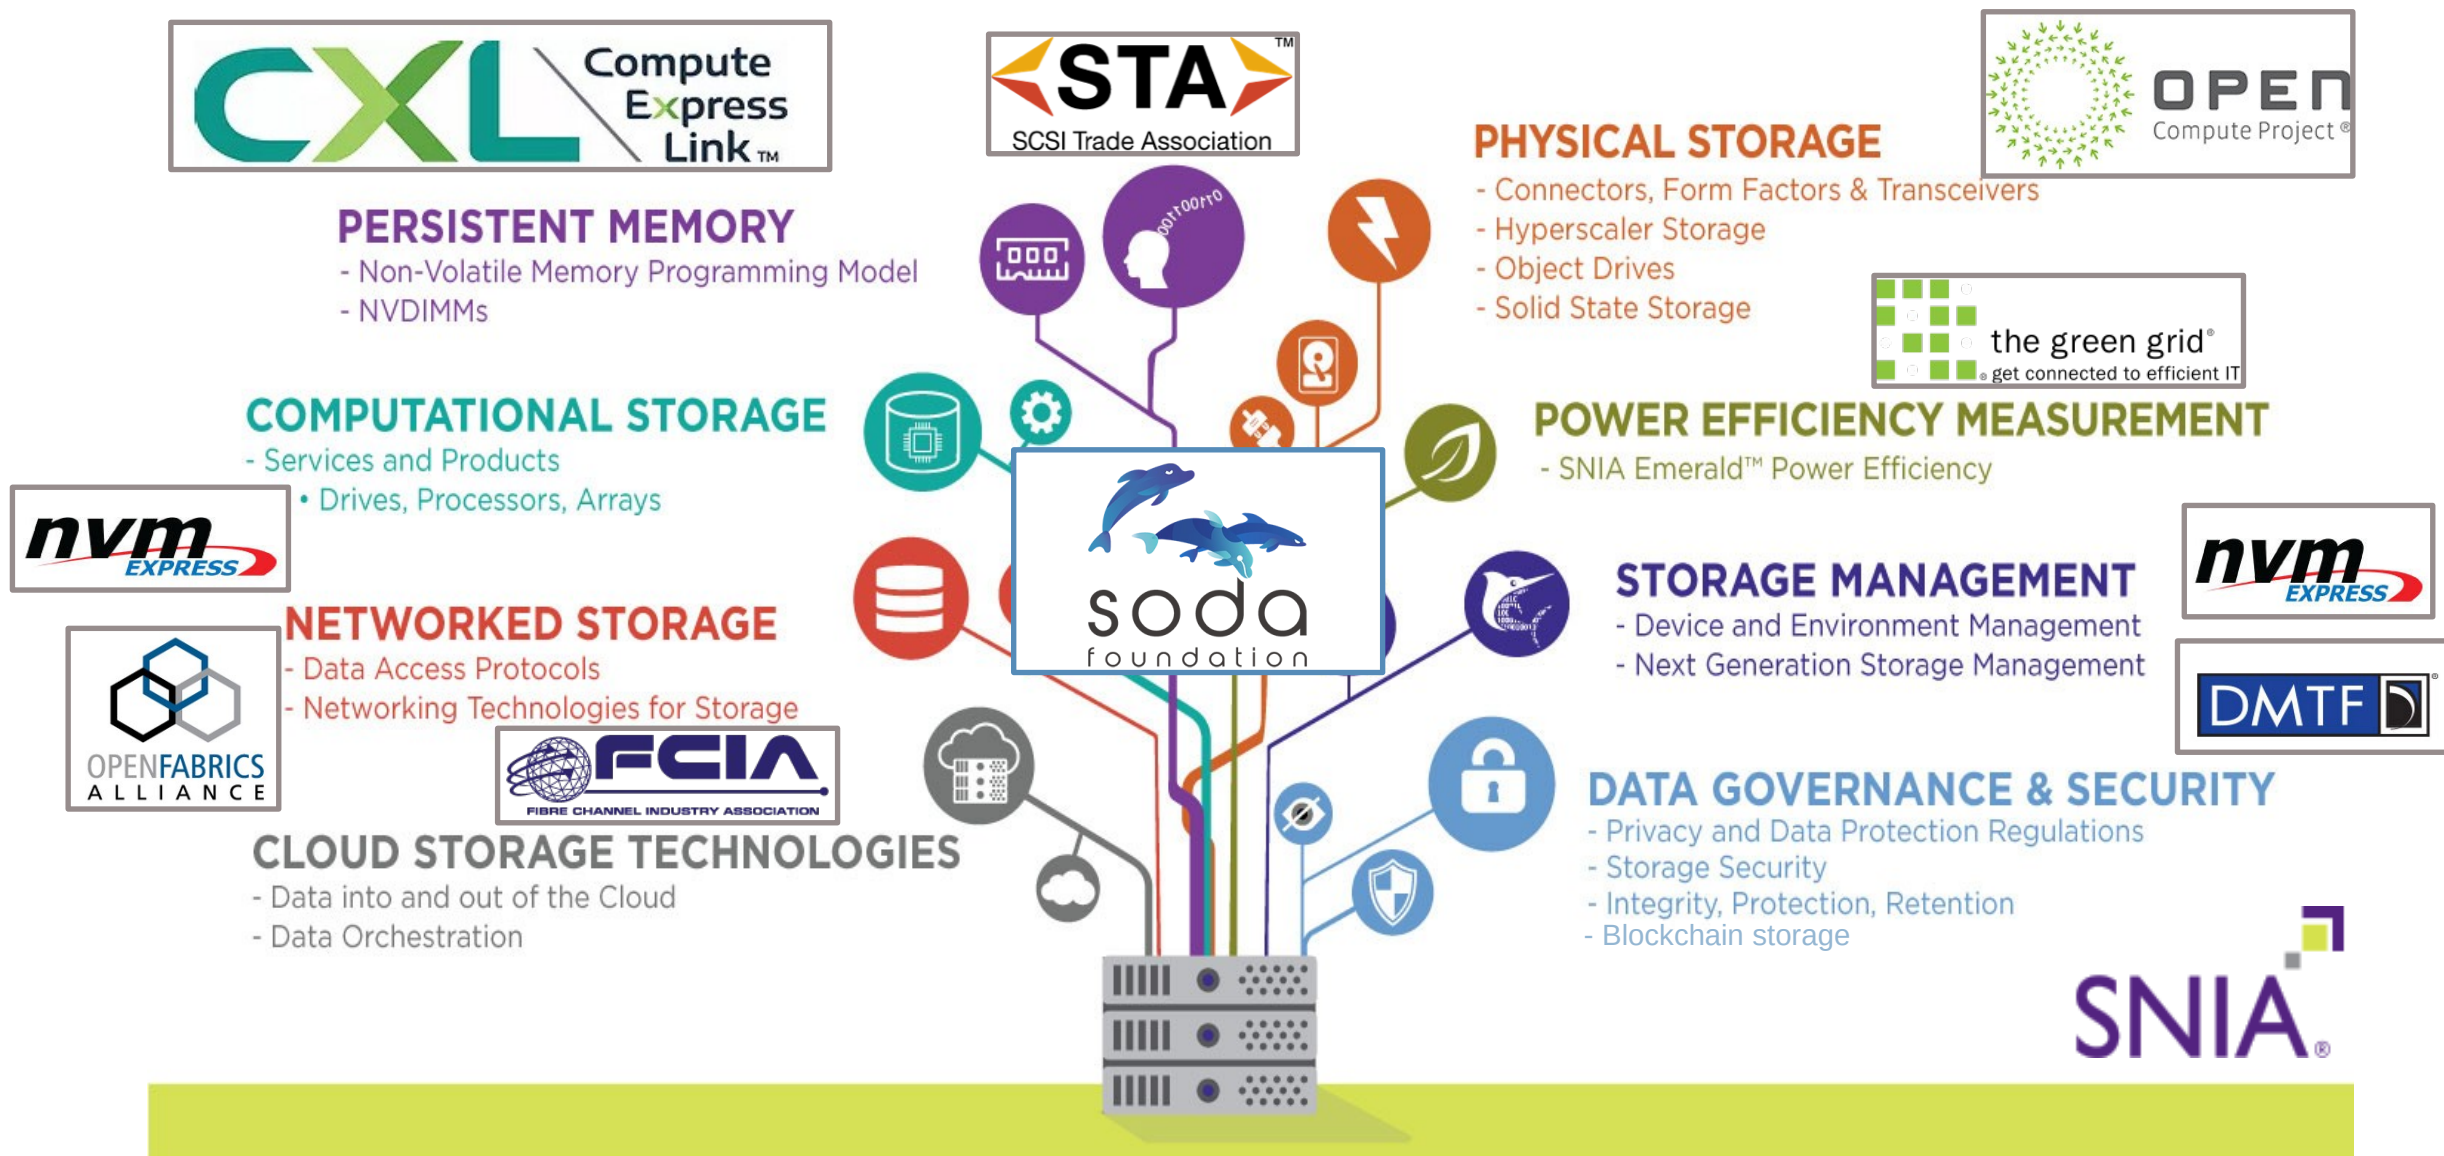 CXL
Compute
Express
Link ™
STA ™
SCSI Trade Association
OPEN
Compute Project ®
PERSISTENT MEMORY
- Non-Volatile Memory Programming Model
- NVDIMMs
PHYSICAL STORAGE
- Connectors, Form Factors & Transceivers
- Hyperscaler Storage
- Object Drives
- Solid State Storage
the green grid®
get connected to efficient IT
COMPUTATIONAL STORAGE
- Services and Products
• Drives, Processors, Arrays
POWER EFFICIENCY MEASUREMENT
- SNIA Emerald™ Power Efficiency
nvm
EXPRESS
soda
foundation
nvm
EXPRESS
NETWORKED STORAGE
- Data Access Protocols
- Networking Technologies for Storage
STORAGE MANAGEMENT
- Device and Environment Management
- Next Generation Storage Management
OPENFABRICS
ALLIANCE
FCIA
FIBRE CHANNEL INDUSTRY ASSOCIATION
DMTF ®
CLOUD STORAGE TECHNOLOGIES
- Data into and out of the Cloud
- Data Orchestration
DATA GOVERNANCE & SECURITY
- Privacy and Data Protection Regulations
- Storage Security
- Integrity, Protection, Retention
- Blockchain storage
SNIA ®